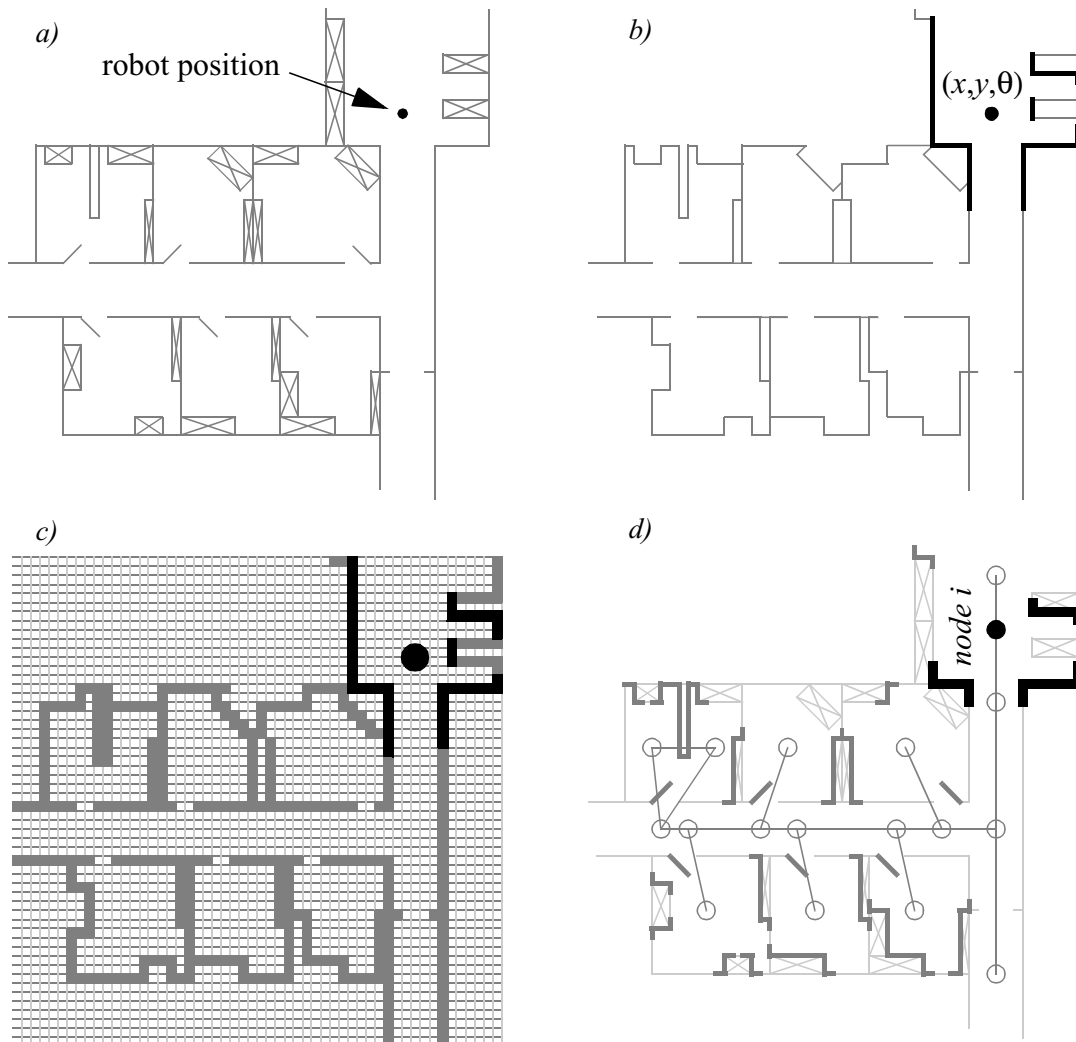 a)
robot position
b)
(x,y,θ)
c)
d)
node i